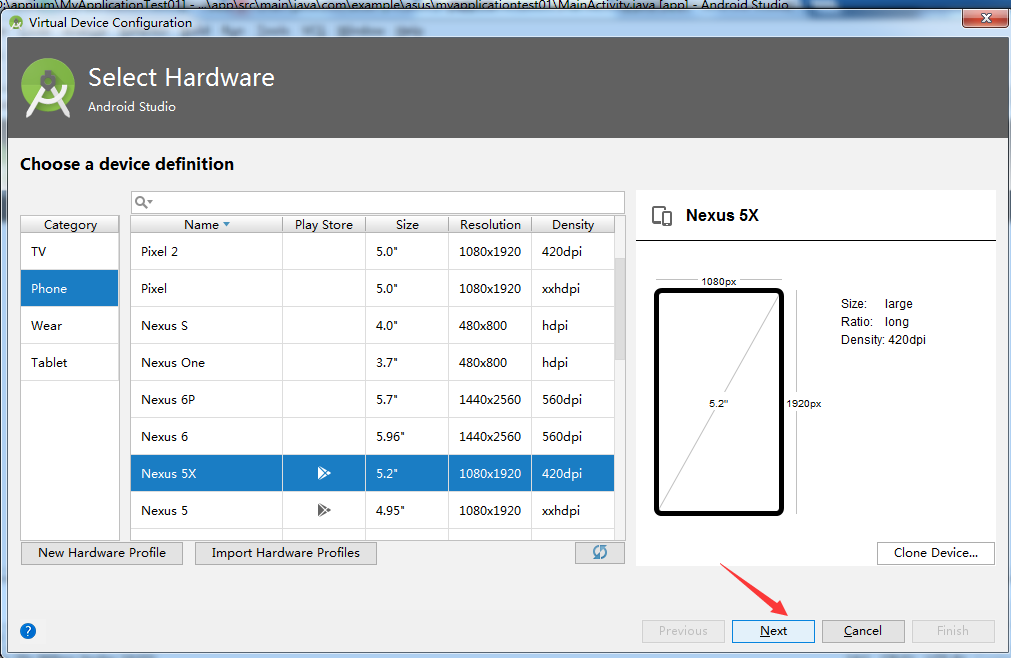 D:\appium\MyApplicationTest01] - ...\app\src\main\java\com\example\asus\myapplicationtest01\MainActivity.java [app] - Android Studio
Virtual Device Configuration
Select Hardware
Android Studio
Choose a device definition
Category
TV
Phone
Wear
Tablet
Name Play Store Size Resolution Density
Pixel 2 5.0" 1080x1920 420dpi
Pixel 5.0" 1080x1920 xxhdpi
Nexus S 4.0" 480x800 hdpi
Nexus One 3.7" 480x800 hdpi
Nexus 6P 5.7" 1440x2560 560dpi
Nexus 6 5.96" 1440x2560 560dpi
Nexus 5X 5.2" 1080x1920 420dpi
Nexus 5 4.95" 1080x1920 xxhdpi
New Hardware Profile Import Hardware Profiles
Nexus 5X
1080px
5.2"
1920px
Size: large
Ratio: long
Density: 420dpi
Clone Device...
?
Previous Next Cancel Finish